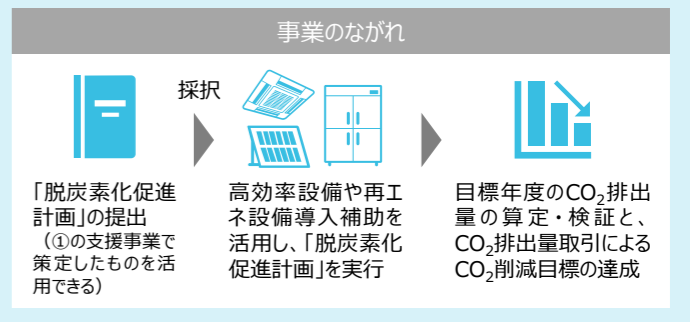 事業のながれ
採択
「脱炭素化促進
計画」の提出
（①の支援事業で
策定したものを活
用できる）
高効率設備や再エ
ネ設備導入補助を
活用し、「脱炭素化
促進計画」を実行
目標年度のCO₂排出
量の算定・検証と、
CO₂排出量取引による
CO₂削減目標の達成